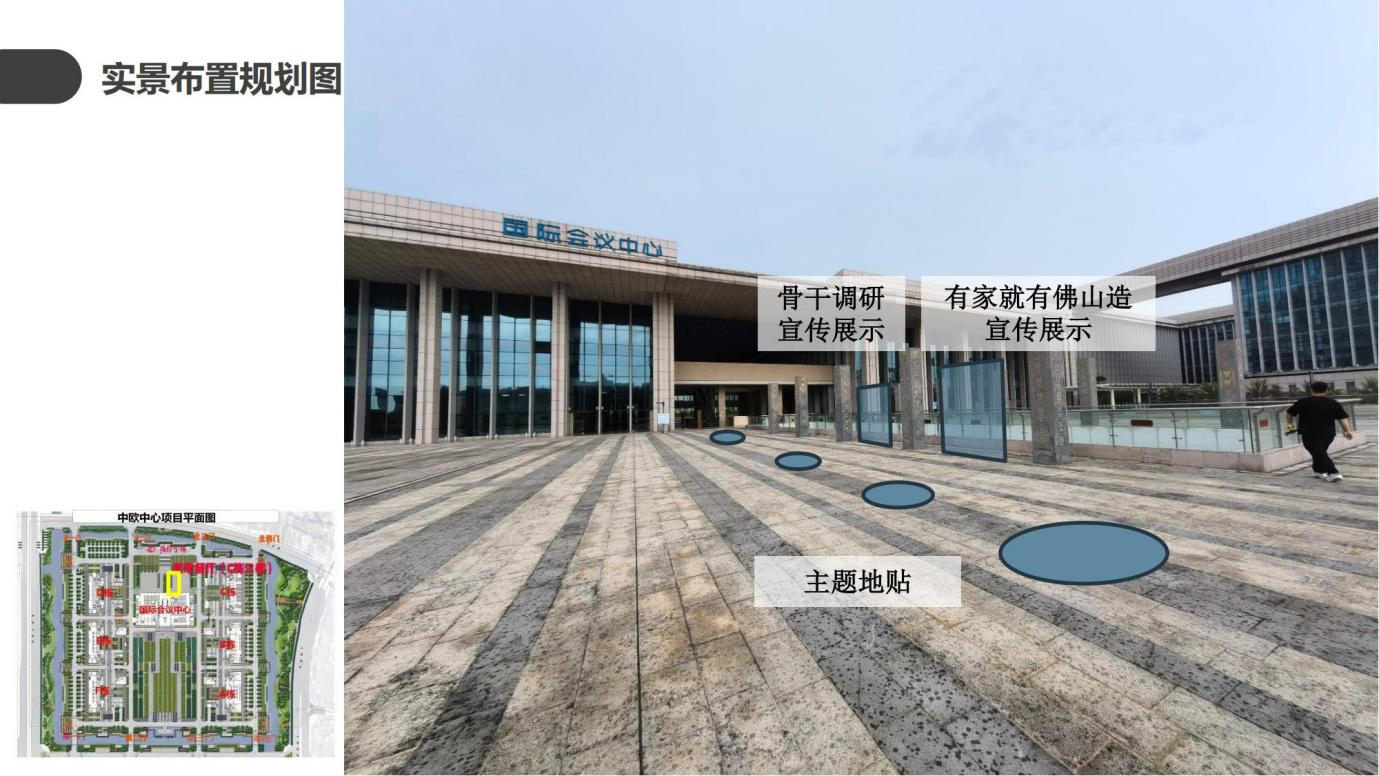 实景布置规划图
国际会议中心
骨干调研
宣传展示
有家就有佛山造
宣传展示
主题地贴
中欧中心项目平面图
国际会议中心